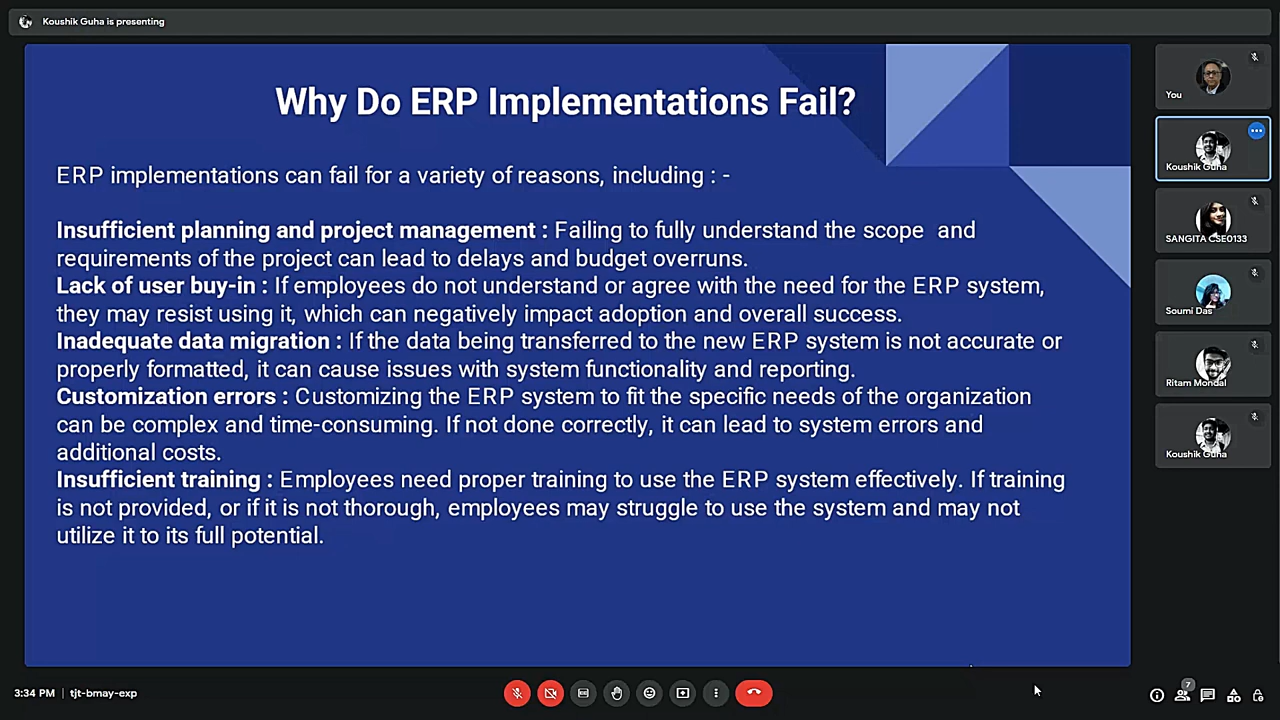 Koushik Guha is presenting
Why Do ERP Implementations Fail?
ERP implementations can fail for a variety of reasons, including : -
Insufficient planning and project management : Failing to fully understand the scope and
requirements of the project can lead to delays and budget overruns.
Lack of user buy-in : If employees do not understand or agree with the need for the ERP system,
they may resist using it, which can negatively impact adoption and overall success.
Inadequate data migration : If the data being transferred to the new ERP system is not accurate or
properly formatted, it can cause issues with system functionality and reporting.
Customization errors : Customizing the ERP system to fit the specific needs of the organization
can be complex and time-consuming. If not done correctly, it can lead to system errors and
additional costs.
Insufficient training : Employees need proper training to use the ERP system effectively. If training
is not provided, or if it is not thorough, employees may struggle to use the system and may not
utilize it to its full potential.
You
Koushik Guha
SANGITA CSE0133
Soumi Das
Ritam Mondal
Koushik Guha
3:34 PM | tjt-bmay-exp
7